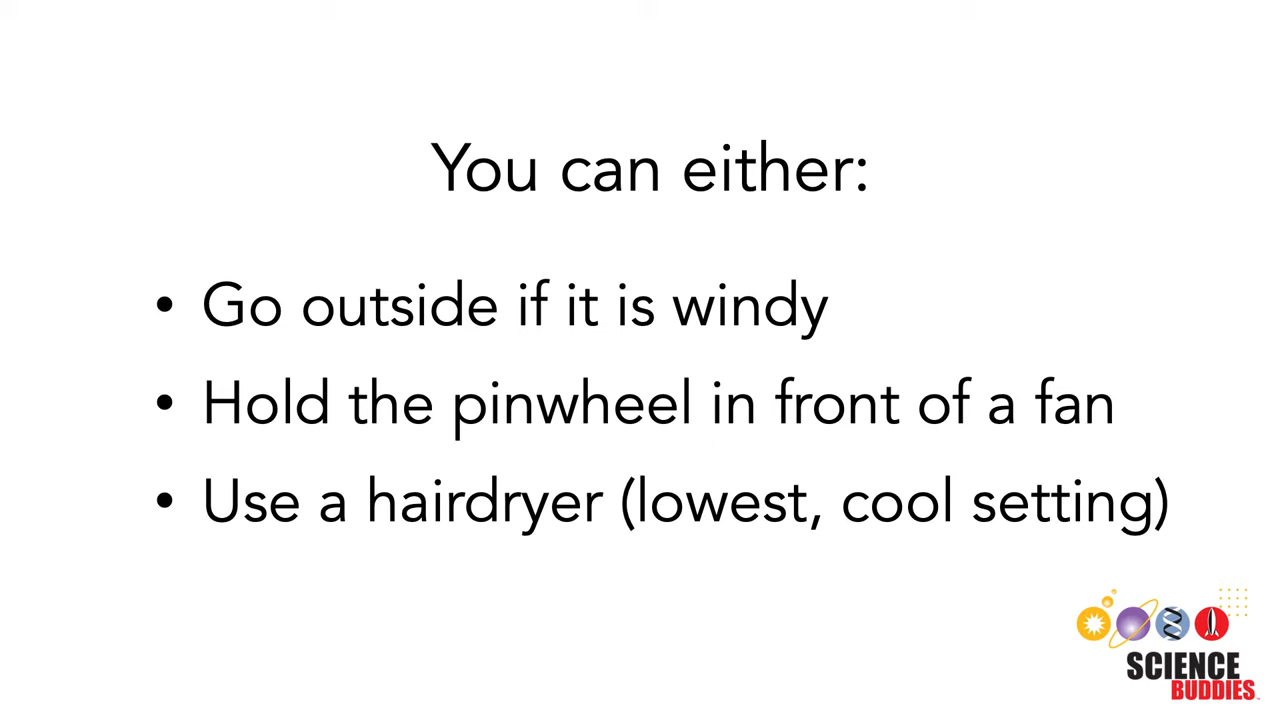 You can either:
• Go outside if it is windy
• Hold the pinwheel in front of a fan
• Use a hairdryer (lowest, cool setting)
SCIENCE
BUDDIES